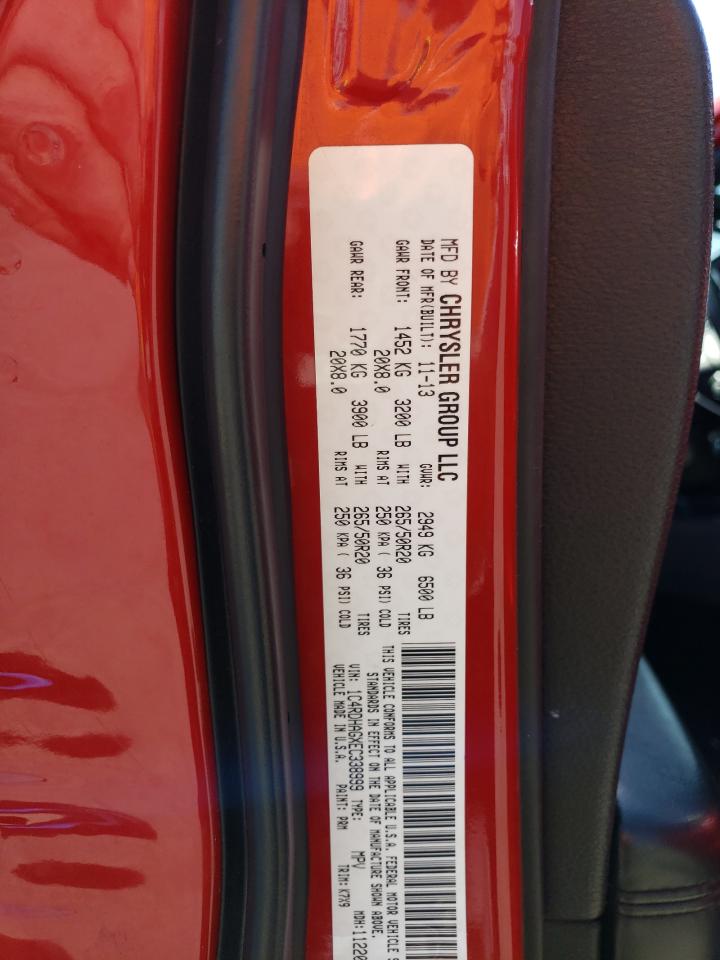 MFD BY CHRYSLER GROUP LLC
DATE OF MFR(BUILT): 11-13 GVWR: 2949 KG 6500 LB
GAWR FRONT: 1452 KG 3200 LB WITH 265/50R20 TIRES
20X8.0 RIMS AT 250 KPA ( 36 PSI) COLD
GAWR REAR: 1770 KG 3900 LB WITH 265/50R20 TIRES
20X8.0 RIMS AT 250 KPA ( 36 PSI) COLD
THIS VEHICLE CONFORMS TO ALL APPLICABLE U.S.A. FEDERAL MOTOR VEHICLE S
STANDARDS IN EFFECT ON THE DATE OF MANUFACTURE SHOWN ABOVE.
VIN: 1C4RDHAGXEC338999 TYPE: MPV MDH: 11220
VEHICLE MADE IN U.S.A. PAINT: PRM TRIM: K7X9